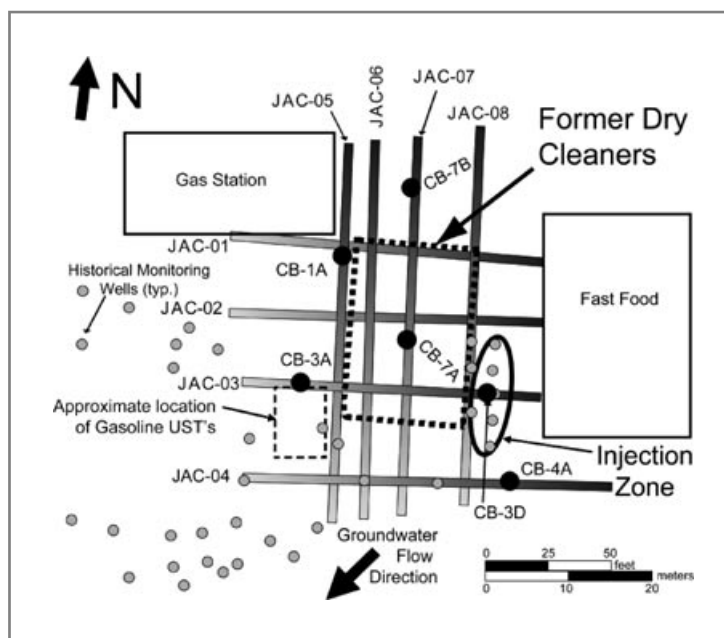 N
JAC-05
JAC-06
JAC-07
JAC-08
Former Dry
Cleaners
Gas Station
CB-7B
JAC-01
CB-1A
Historical Monitoring
Wells (typ.)
Fast Food
JAC-02
CB-7A
CB-3A
JAC-03
Approximate location
of Gasoline UST's
CB-4A
Injection
Zone
JAC-04
CB-3D
Groundwater
Flow
Direction
0 25 50
feet
meters
0 10 20